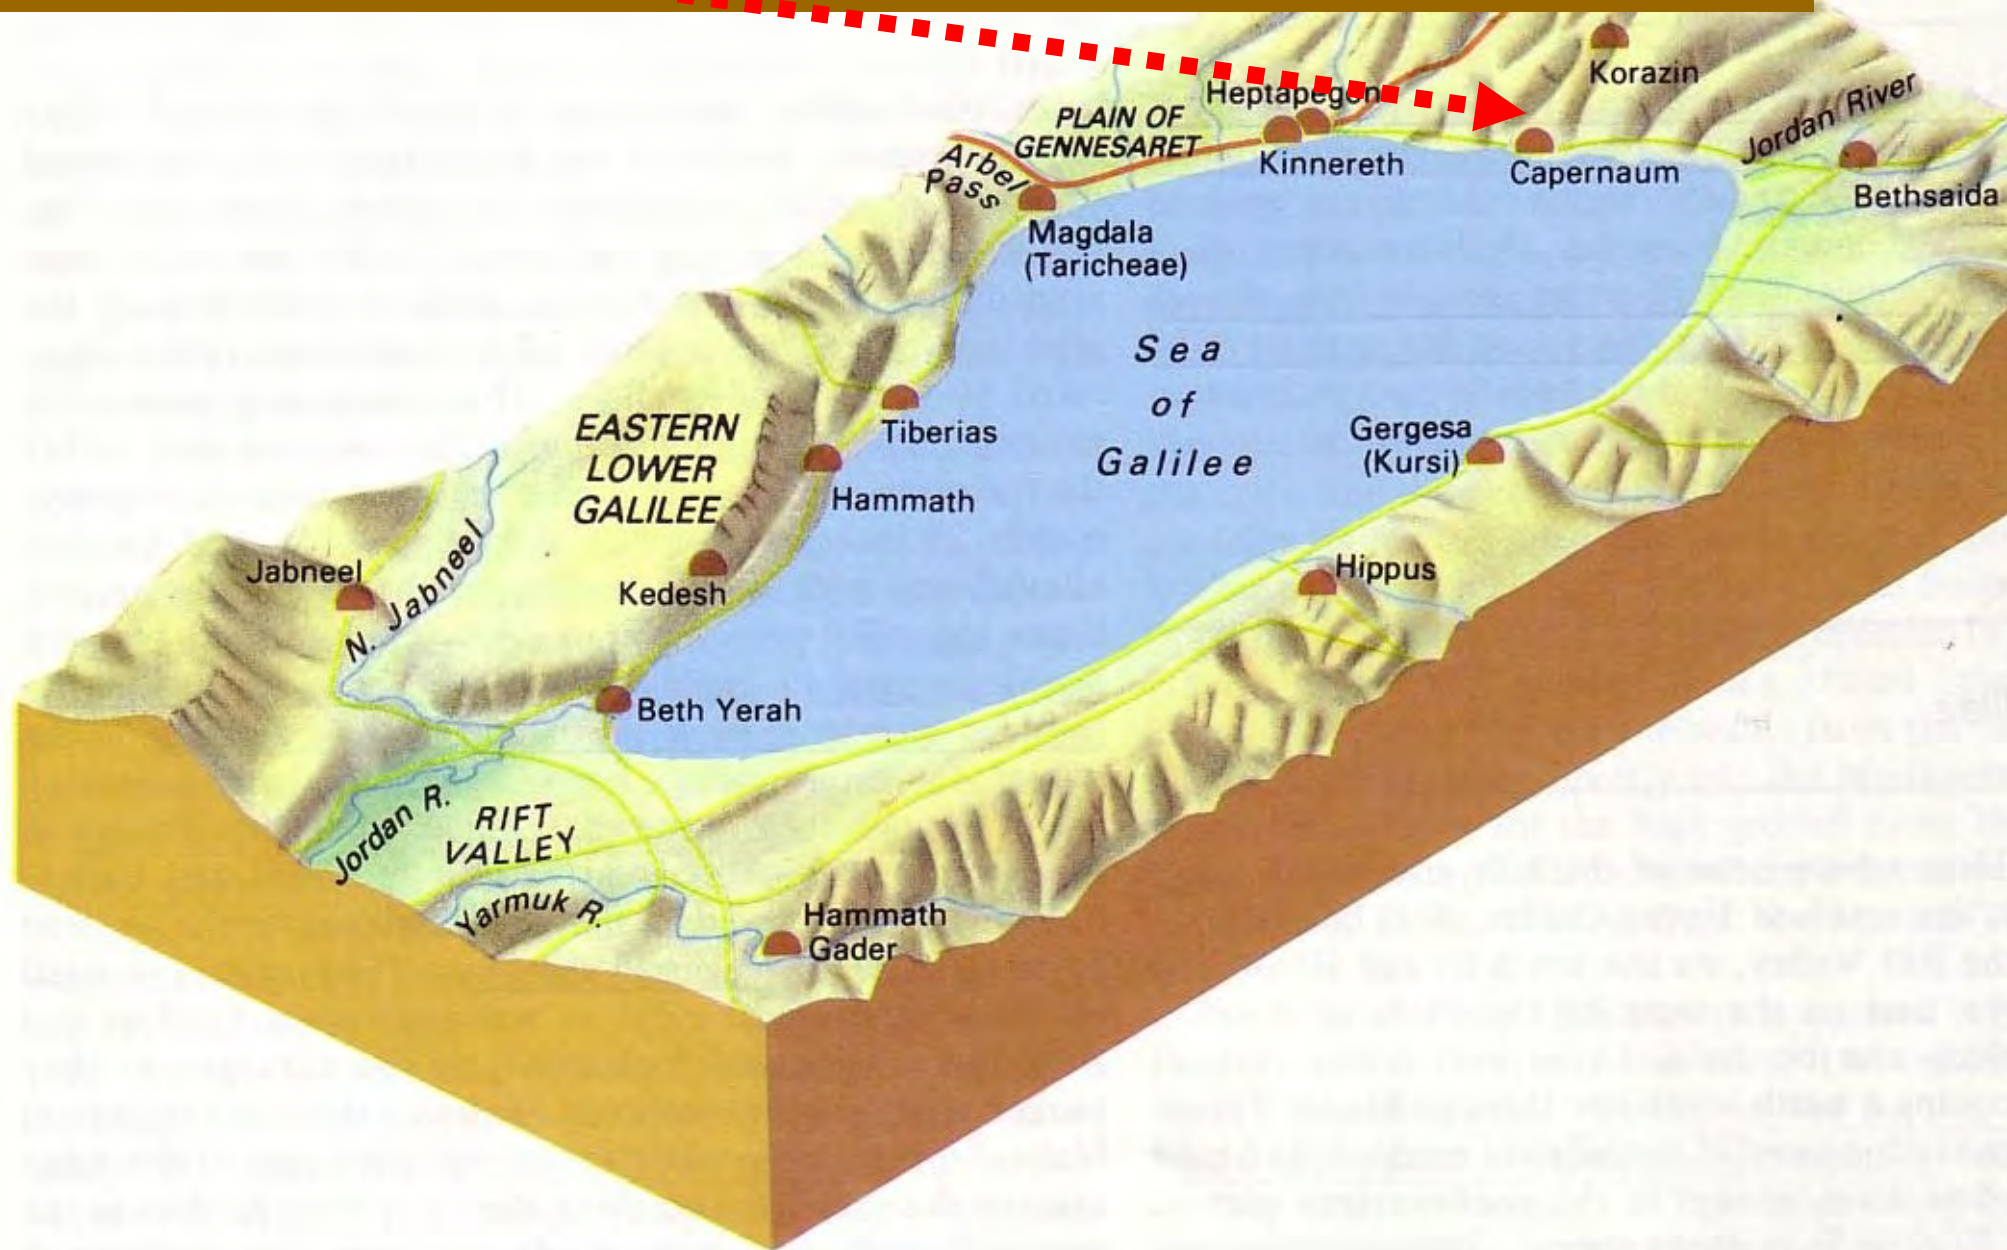 Korazin
Heptapegon
Jordan River
PLAIN OF
GENNESARET
Kinnereth
Capernaum
Bethsaida
Arbel
Pass
Magdala
(Taricheae)
Sea
of
Galilee
EASTERN
LOWER
GALILEE
Tiberias
Gergesa
(Kursi)
Hammath
Jabneel
N. Jabneel
Kedesh
Hippus
Beth Yerah
Jordan R.
RIFT
VALLEY
Yarmuk R.
Hammath
Gader